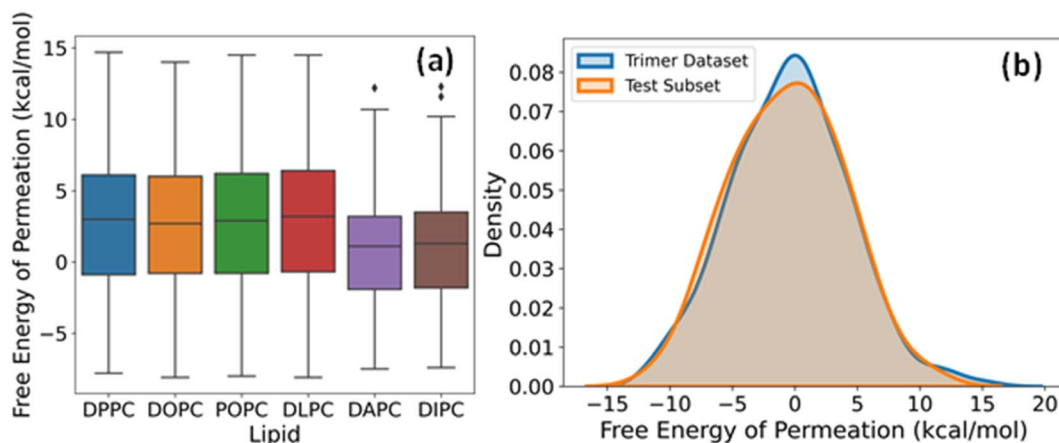 (a)
Free Energy of Permeation (kcal/mol)
15
10
5
0
−5
DPPC DOPC POPC DLPC DAPC DIPC
Lipid
(b)
Trimer Dataset
Test Subset
Density
0.08
0.07
0.06
0.05
0.04
0.03
0.02
0.01
0.00
−15 −10 −5 0 5 10 15 20
Free Energy of Permeation (kcal/mol)